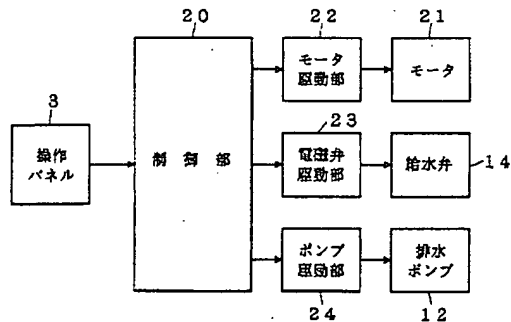 20
22
21
モータ
駆動部
モータ
3
操作
パネル
制御部
23
電磁弁
駆動部
給水弁
14
ポンプ
駆動部
排水
ポンプ
24
12